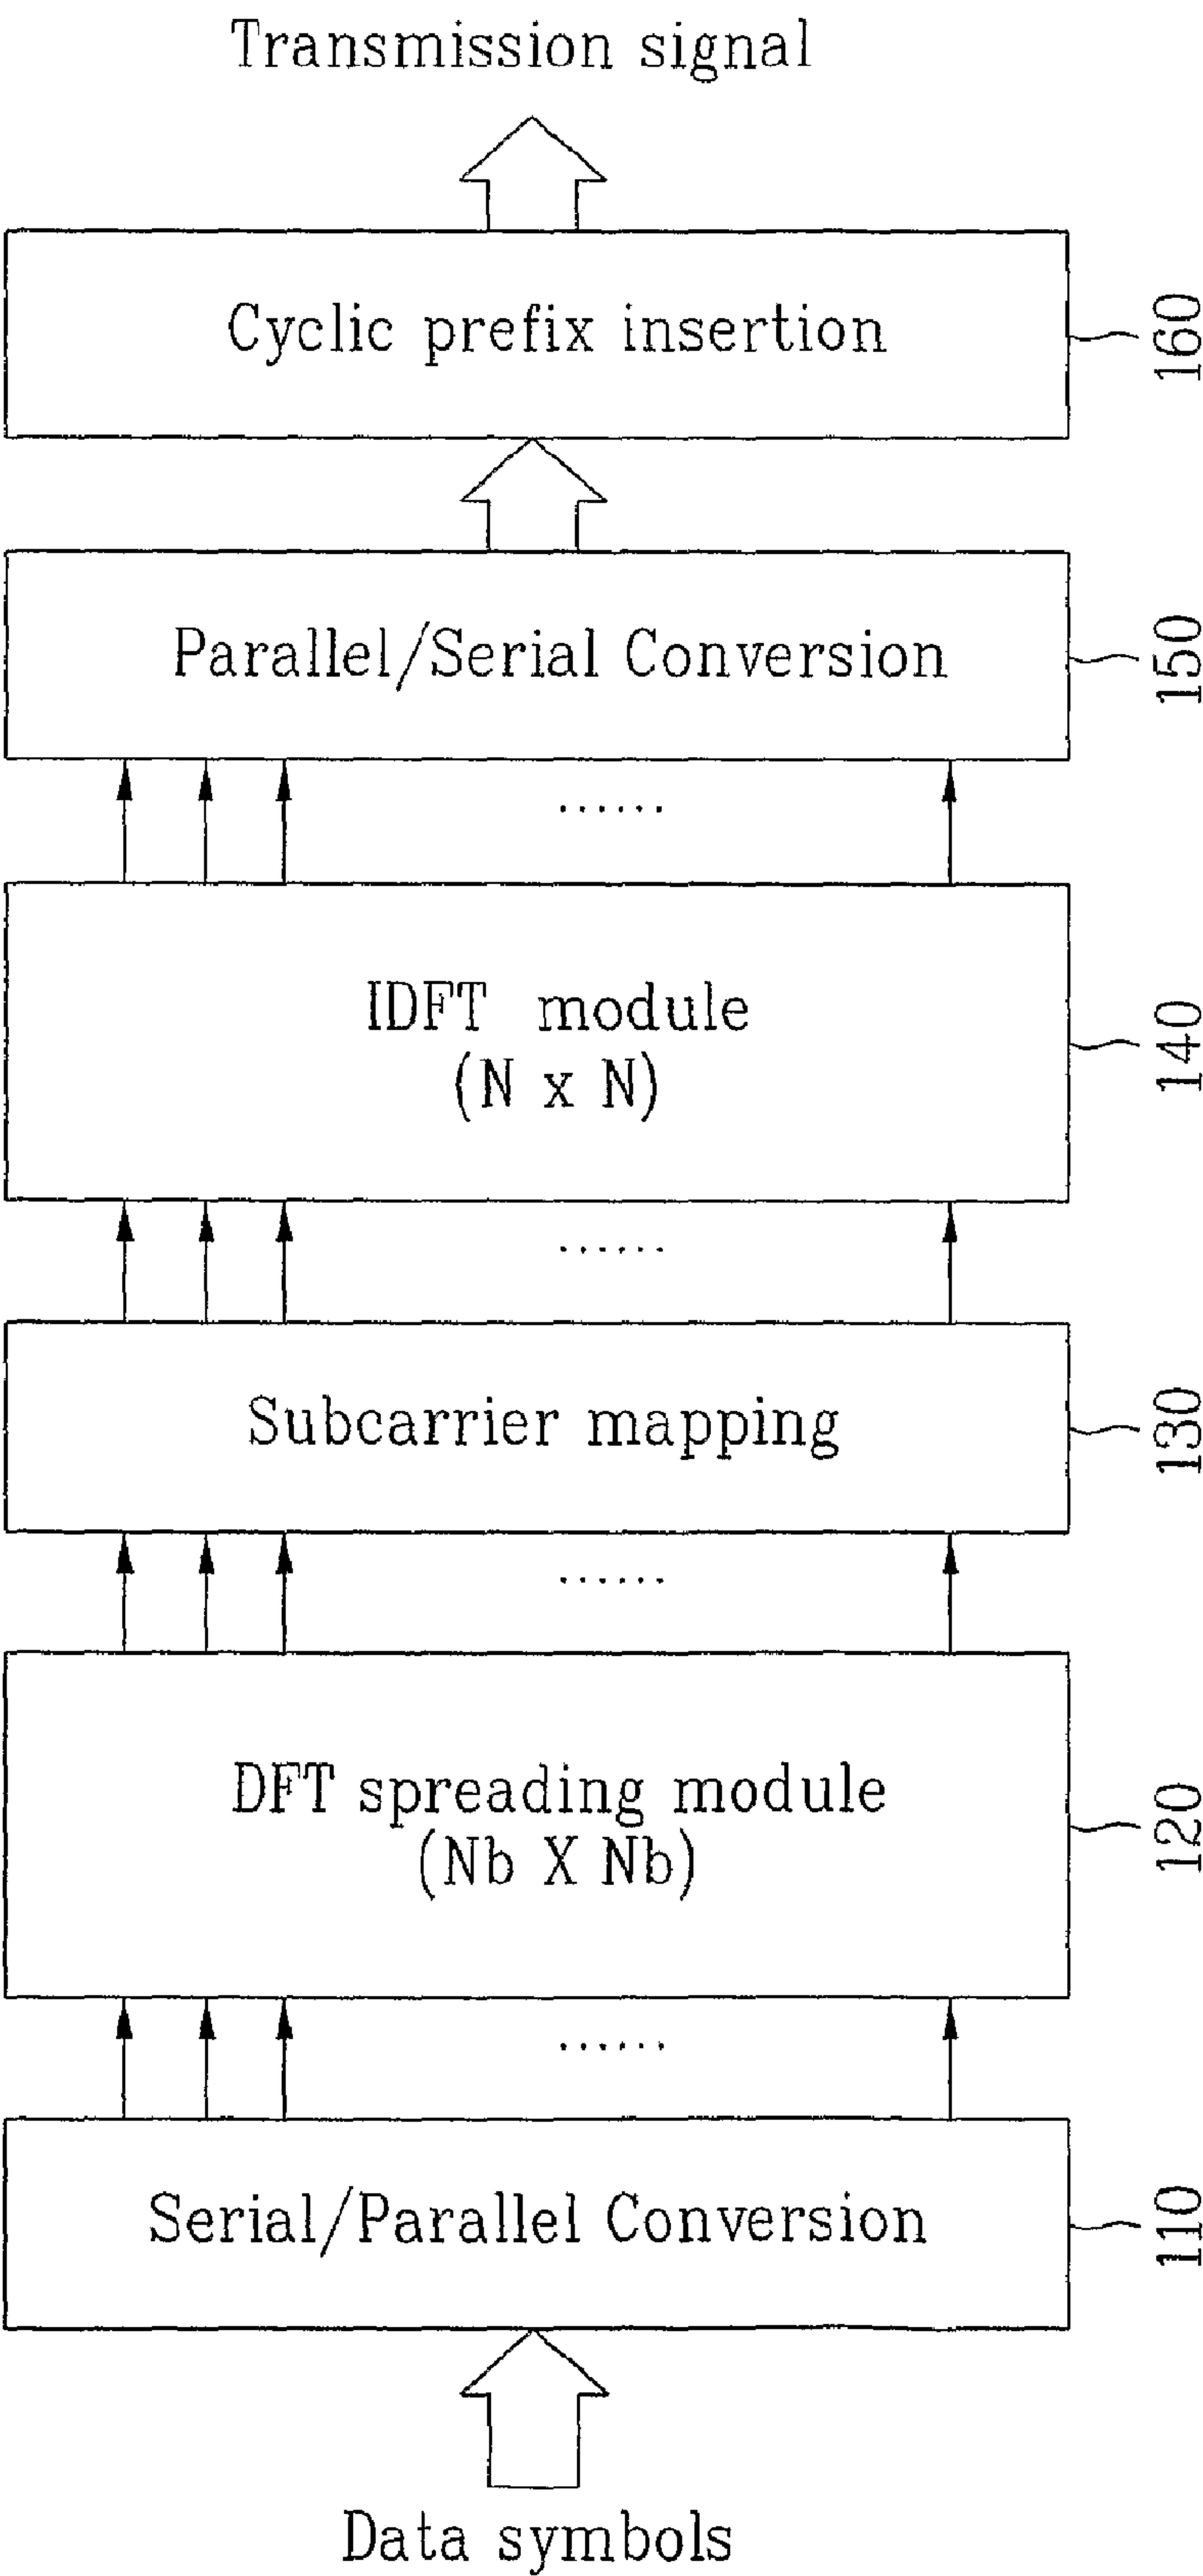 Transmission signal
Cyclic prefix insertion
160
Parallel/Serial Conversion
150
IDFT module
(N x N)
140
Subcarrier mapping
130
DFT spreading module
(Nb X Nb)
120
Serial/Parallel Conversion
110
Data symbols